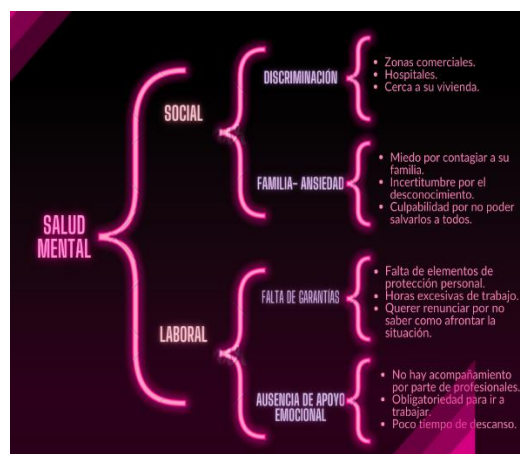 SALUD
MENTAL
SOCIAL
DISCRIMINACIÓN
• Zonas comerciales.
• Hospitales.
• Cerca a su vivienda.
FAMILIA- ANSIEDAD
• Miedo por contagiar a su
familia.
• Incertitumbre por el
desconocimiento.
• Culpabilidad por no poder
salvarlos a todos.
LABORAL
FALTA DE GARANTÍAS
• Falta de elementos de
protección personal.
• Horas excesivas de trabajo.
• Querer renunciar por no
saber como afrontar la
situación.
AUSENCIA DE APOYO
EMOCIONAL
• No hay acompañamiento
por parte de profesionales.
• Obligatoriedad para ir a
trabajar.
• Poco tiempo de descanso.